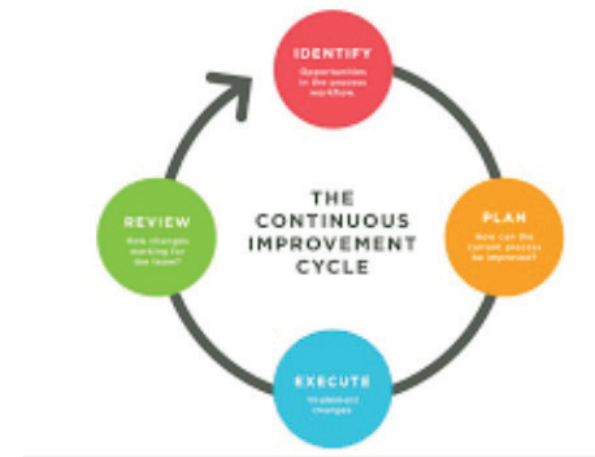 IDENTIFY
Opportunities
in the process
workflow.
PLAN
How can the
current process
be improved?
THE
CONTINUOUS
IMPROVEMENT
CYCLE
REVIEW
How changes
working for
the team?
EXECUTE
Implement
changes